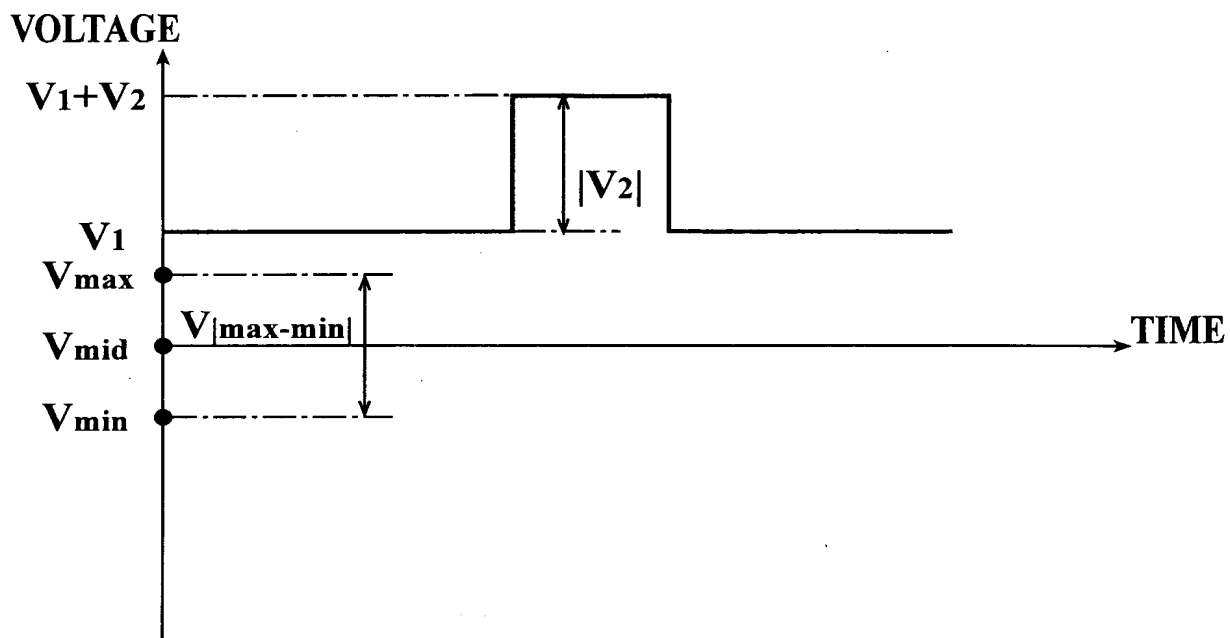 VOLTAGE
V1+V2
|V2|
V1
Vmax
V|max-min|
Vmid
TIME
Vmin